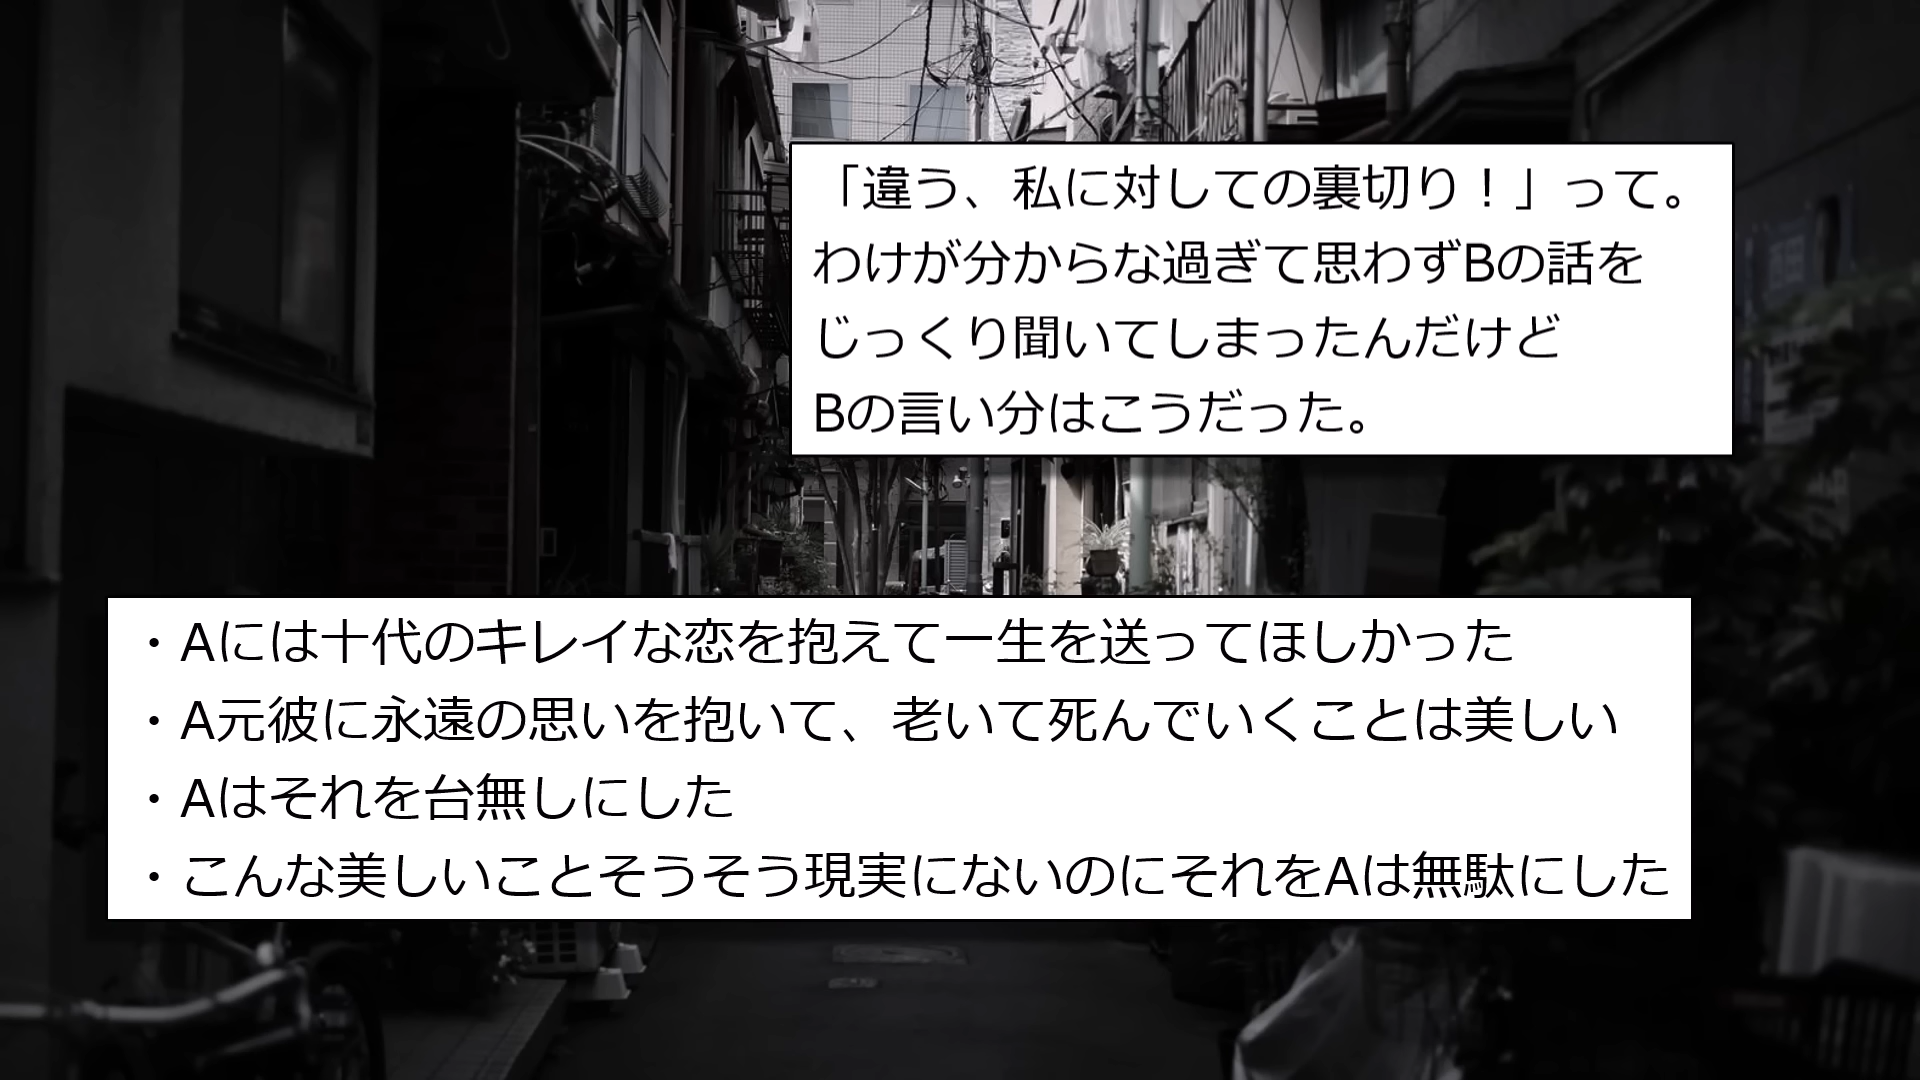 「違う、私に対しての裏切り！」って。
わけが分からな過ぎて思わずBの話を
じっくり聞いてしまったんだけど
Bの言い分はこうだった。
・Aには十代のキレイな恋を抱えて一生を送ってほしかった
・A元彼に永遠の思いを抱いて、老いて死んでいくことは美しい
・Aはそれを台無しにした
・こんな美しいことそうそう現実にないのにそれをAは無駄にした